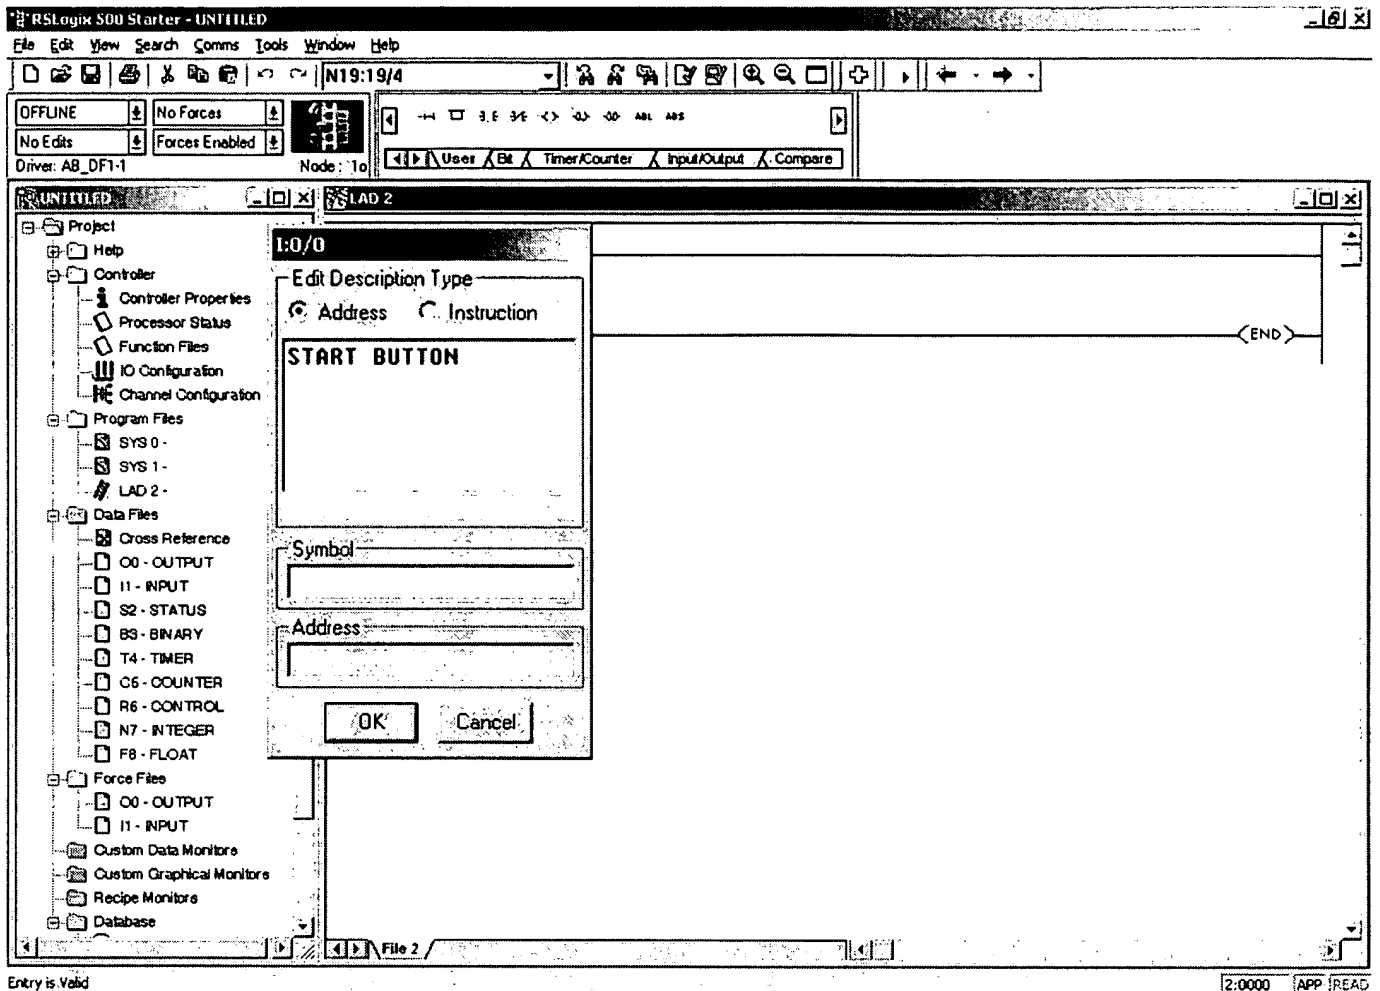 RSLogix 500 Starter - UNTITLED
File Edit View Search Comms Tools Window Help
N19:19/4
OFFLINE No Forces
No Edits Forces Enabled
Driver: AB_DF1-1 Node : 1o
ABL ABS
User Bit Timer/Counter Input/Output Compare
UNTITLED
LAD 2
Project
Help
Controller
Controller Properties
Processor Status
Function Files
IO Configuration
Channel Configuration
Program Files
SYS 0 -
SYS 1 -
LAD 2 -
Data Files
Cross Reference
O0 - OUTPUT
I1 - INPUT
S2 - STATUS
B3 - BINARY
T4 - TIMER
C5 - COUNTER
R6 - CONTROL
N7 - INTEGER
F8 - FLOAT
Force Files
O0 - OUTPUT
I1 - INPUT
Custom Data Monitors
Custom Graphical Monitors
Recipe Monitors
Database
I:0/0
Edit Description Type
Address Instruction
START BUTTON
Symbol
Address
OK Cancel
END
File 2
Entry is Valid
2:0000 APP READ